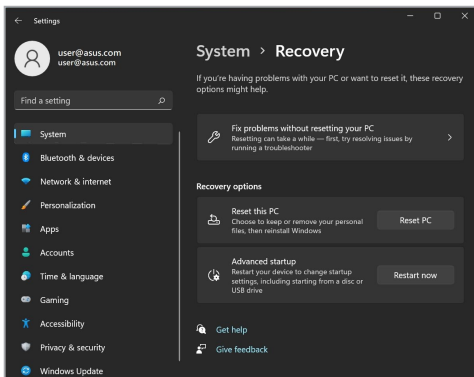 Settings
user@asus.com
user@asus.com
Find a setting
System
Bluetooth & devices
Network & internet
Personalization
Apps
Accounts
Time & language
Gaming
Accessibility
Privacy & security
Windows Update
System > Recovery
If you're having problems with your PC or want to reset it, these recovery
options might help.
Fix problems without resetting your PC
Resetting can take a while — first, try resolving issues by
running a troubleshooter
Recovery options
Reset this PC
Choose to keep or remove your personal
files, then reinstall Windows
Reset PC
Advanced startup
Restart your device to change startup
settings, including starting from a disc or
USB drive
Restart now
Get help
Give feedback